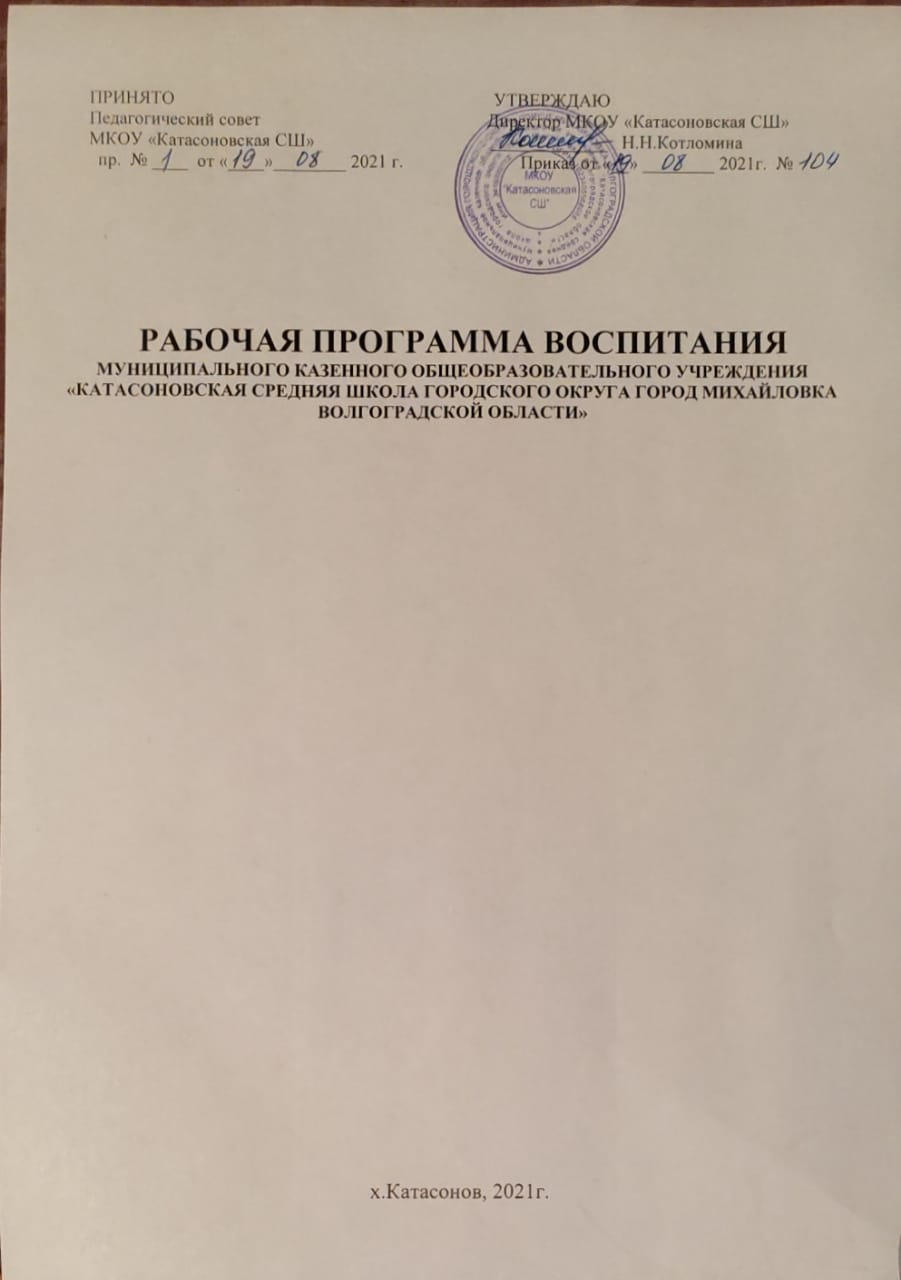 ПРИНЯТО
Педагогический совет
МКОУ «Катасоновская СШ»
пр. № 1 от «19» 08 2021 г.
УТВЕРЖДАЮ
Директор МКОУ «Катасоновская СШ»
Н.Н.Котломина
Приказ от «19» 08 2021г. № 104
МКОУ
"Катасоновская
СШ"
РАБОЧАЯ ПРОГРАММА ВОСПИТАНИЯ
МУНИЦИПАЛЬНОГО КАЗЕННОГО ОБЩЕОБРАЗОВАТЕЛЬНОГО УЧРЕЖДЕНИЯ
«КАТАСОНОВСКАЯ СРЕДНЯЯ ШКОЛА ГОРОДСКОГО ОКРУГА ГОРОД МИХАЙЛОВКА
ВОЛГОГРАДСКОЙ ОБЛАСТИ»
х.Катасонов, 2021г.